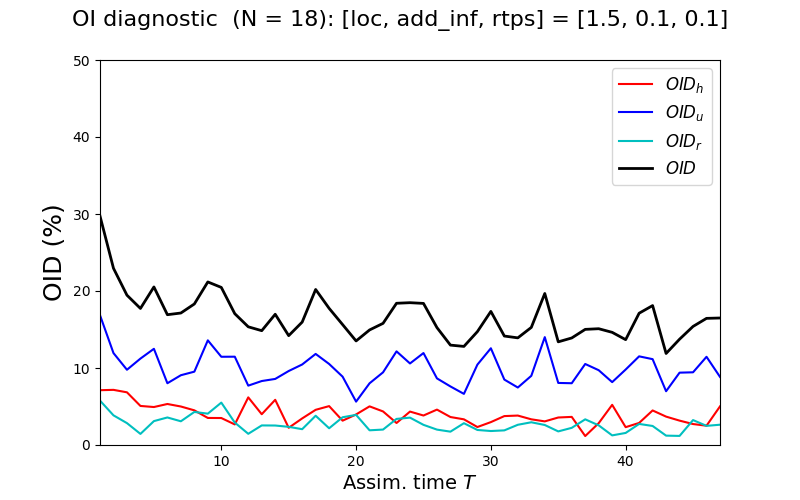 OI diagnostic  (N = 18): [loc, add_inf, rtps] = [1.5, 0.1, 0.1]
50
40
30
20
10
0
OID (%)
10
20
30
40
Assim. time T
OID_h
OID_u
OID_r
OID